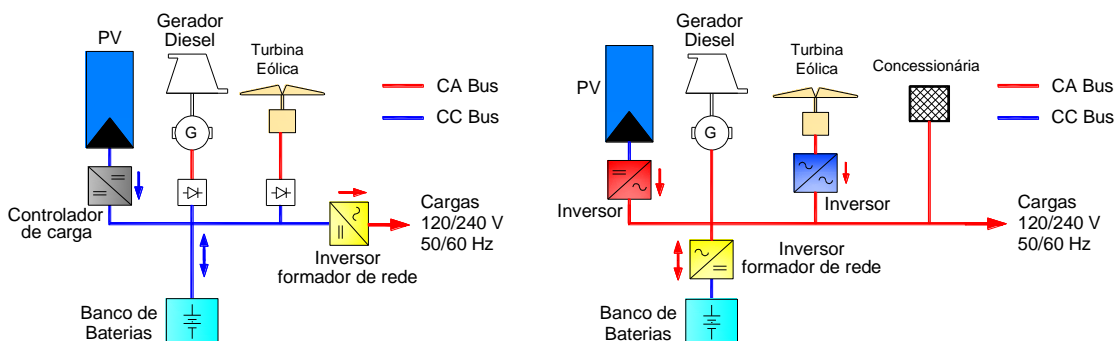 PV
Gerador
Diesel
Turbina
Eólica
CA Bus
CC Bus
G
Controlador
de carga
Cargas
120/240 V
50/60 Hz
Inversor
formador de rede
Banco de
Baterias
PV
Gerador
Diesel
Turbina
Eólica
Concessionária
CA Bus
CC Bus
G
Inversor
Inversor
Cargas
120/240 V
50/60 Hz
Inversor
formador de rede
Banco de
Baterias